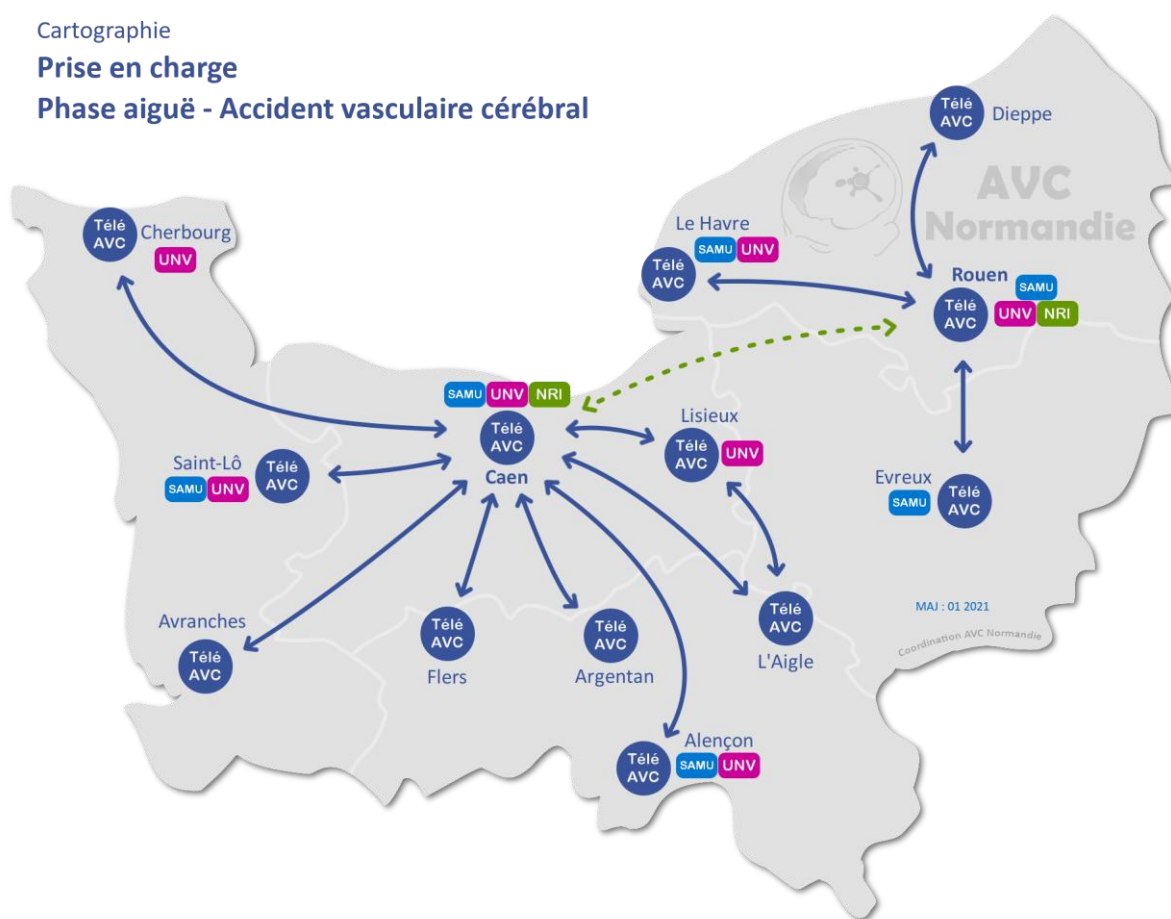 Cartographie
Prise en charge
Phase aiguë - Accident vasculaire cérébral
Télé
AVC
Dieppe
AVC
Normandie
Télé
AVC
Cherbourg
UNV
Le Havre
SAMU UNV
Télé
AVC
Rouen
SAMU
Télé
AVC
UNV NRI
SAMU UNV NRI
Télé
AVC
Caen
Lisieux
Télé
AVC
UNV
Saint-Lô
SAMU UNV
Télé
AVC
Evreux
SAMU
Télé
AVC
MAJ : 01 2021
Coordination AVC Normandie
Avranches
Télé
AVC
Télé
AVC
Flers
Télé
AVC
Argentan
Télé
AVC
L'Aigle
Télé
AVC
Alençon
SAMU UNV